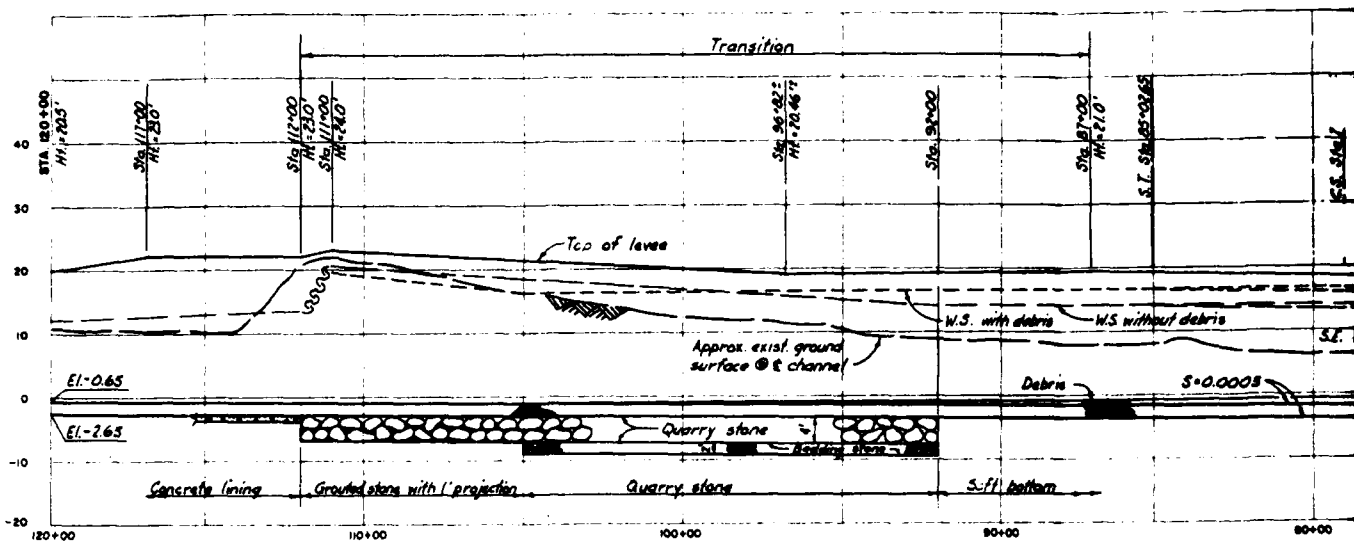 Transition
STA. 120+00
Ht.=20.5'
Sta. 117+00
Ht.=23.0'
Sta. 112+00
Ht.=25.0'
Sta. 111+00
Ht.=26.0'
Sta. 96+82±
Ht.=20.46'±
Sta. 92+00
Sta. 87+00
Ht.=21.0'
S.T. Sta. 85+02.65
40
30
20
10
0
-10
-20
Top of levee
W.S. with debris
W.S. without debris
Approx. exist. ground
surface @ ℄ channel
S.E.
El.-0.65
El.-2.65
Debris
S=0.0003
Quarry stone
4'
Bedding stone
Concrete lining
Grouted stone with 1' projection
Quarry stone
Soft bottom
120+00
110+00
100+00
90+00
80+00